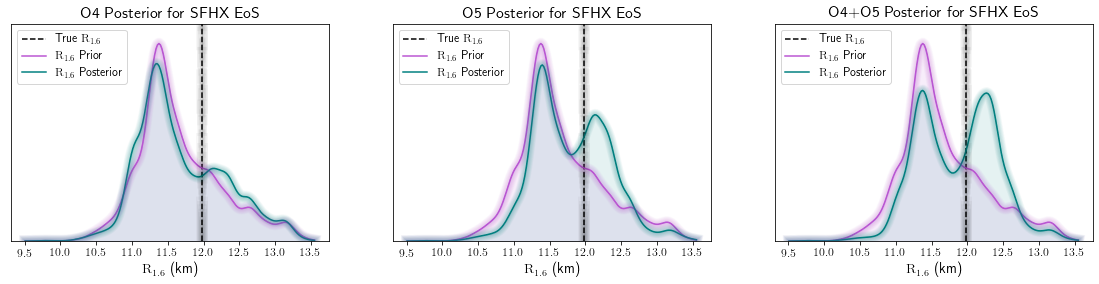 O4 Posterior for SFHX EoS
True R1.6
R1.6 Prior
R1.6 Posterior
9.5 10.0 10.5 11.0 11.5 12.0 12.5 13.0 13.5
R1.6 (km)
O5 Posterior for SFHX EoS
True R1.6
R1.6 Prior
R1.6 Posterior
9.5 10.0 10.5 11.0 11.5 12.0 12.5 13.0 13.5
R1.6 (km)
O4+O5 Posterior for SFHX EoS
True R1.6
R1.6 Prior
R1.6 Posterior
9.5 10.0 10.5 11.0 11.5 12.0 12.5 13.0 13.5
R1.6 (km)